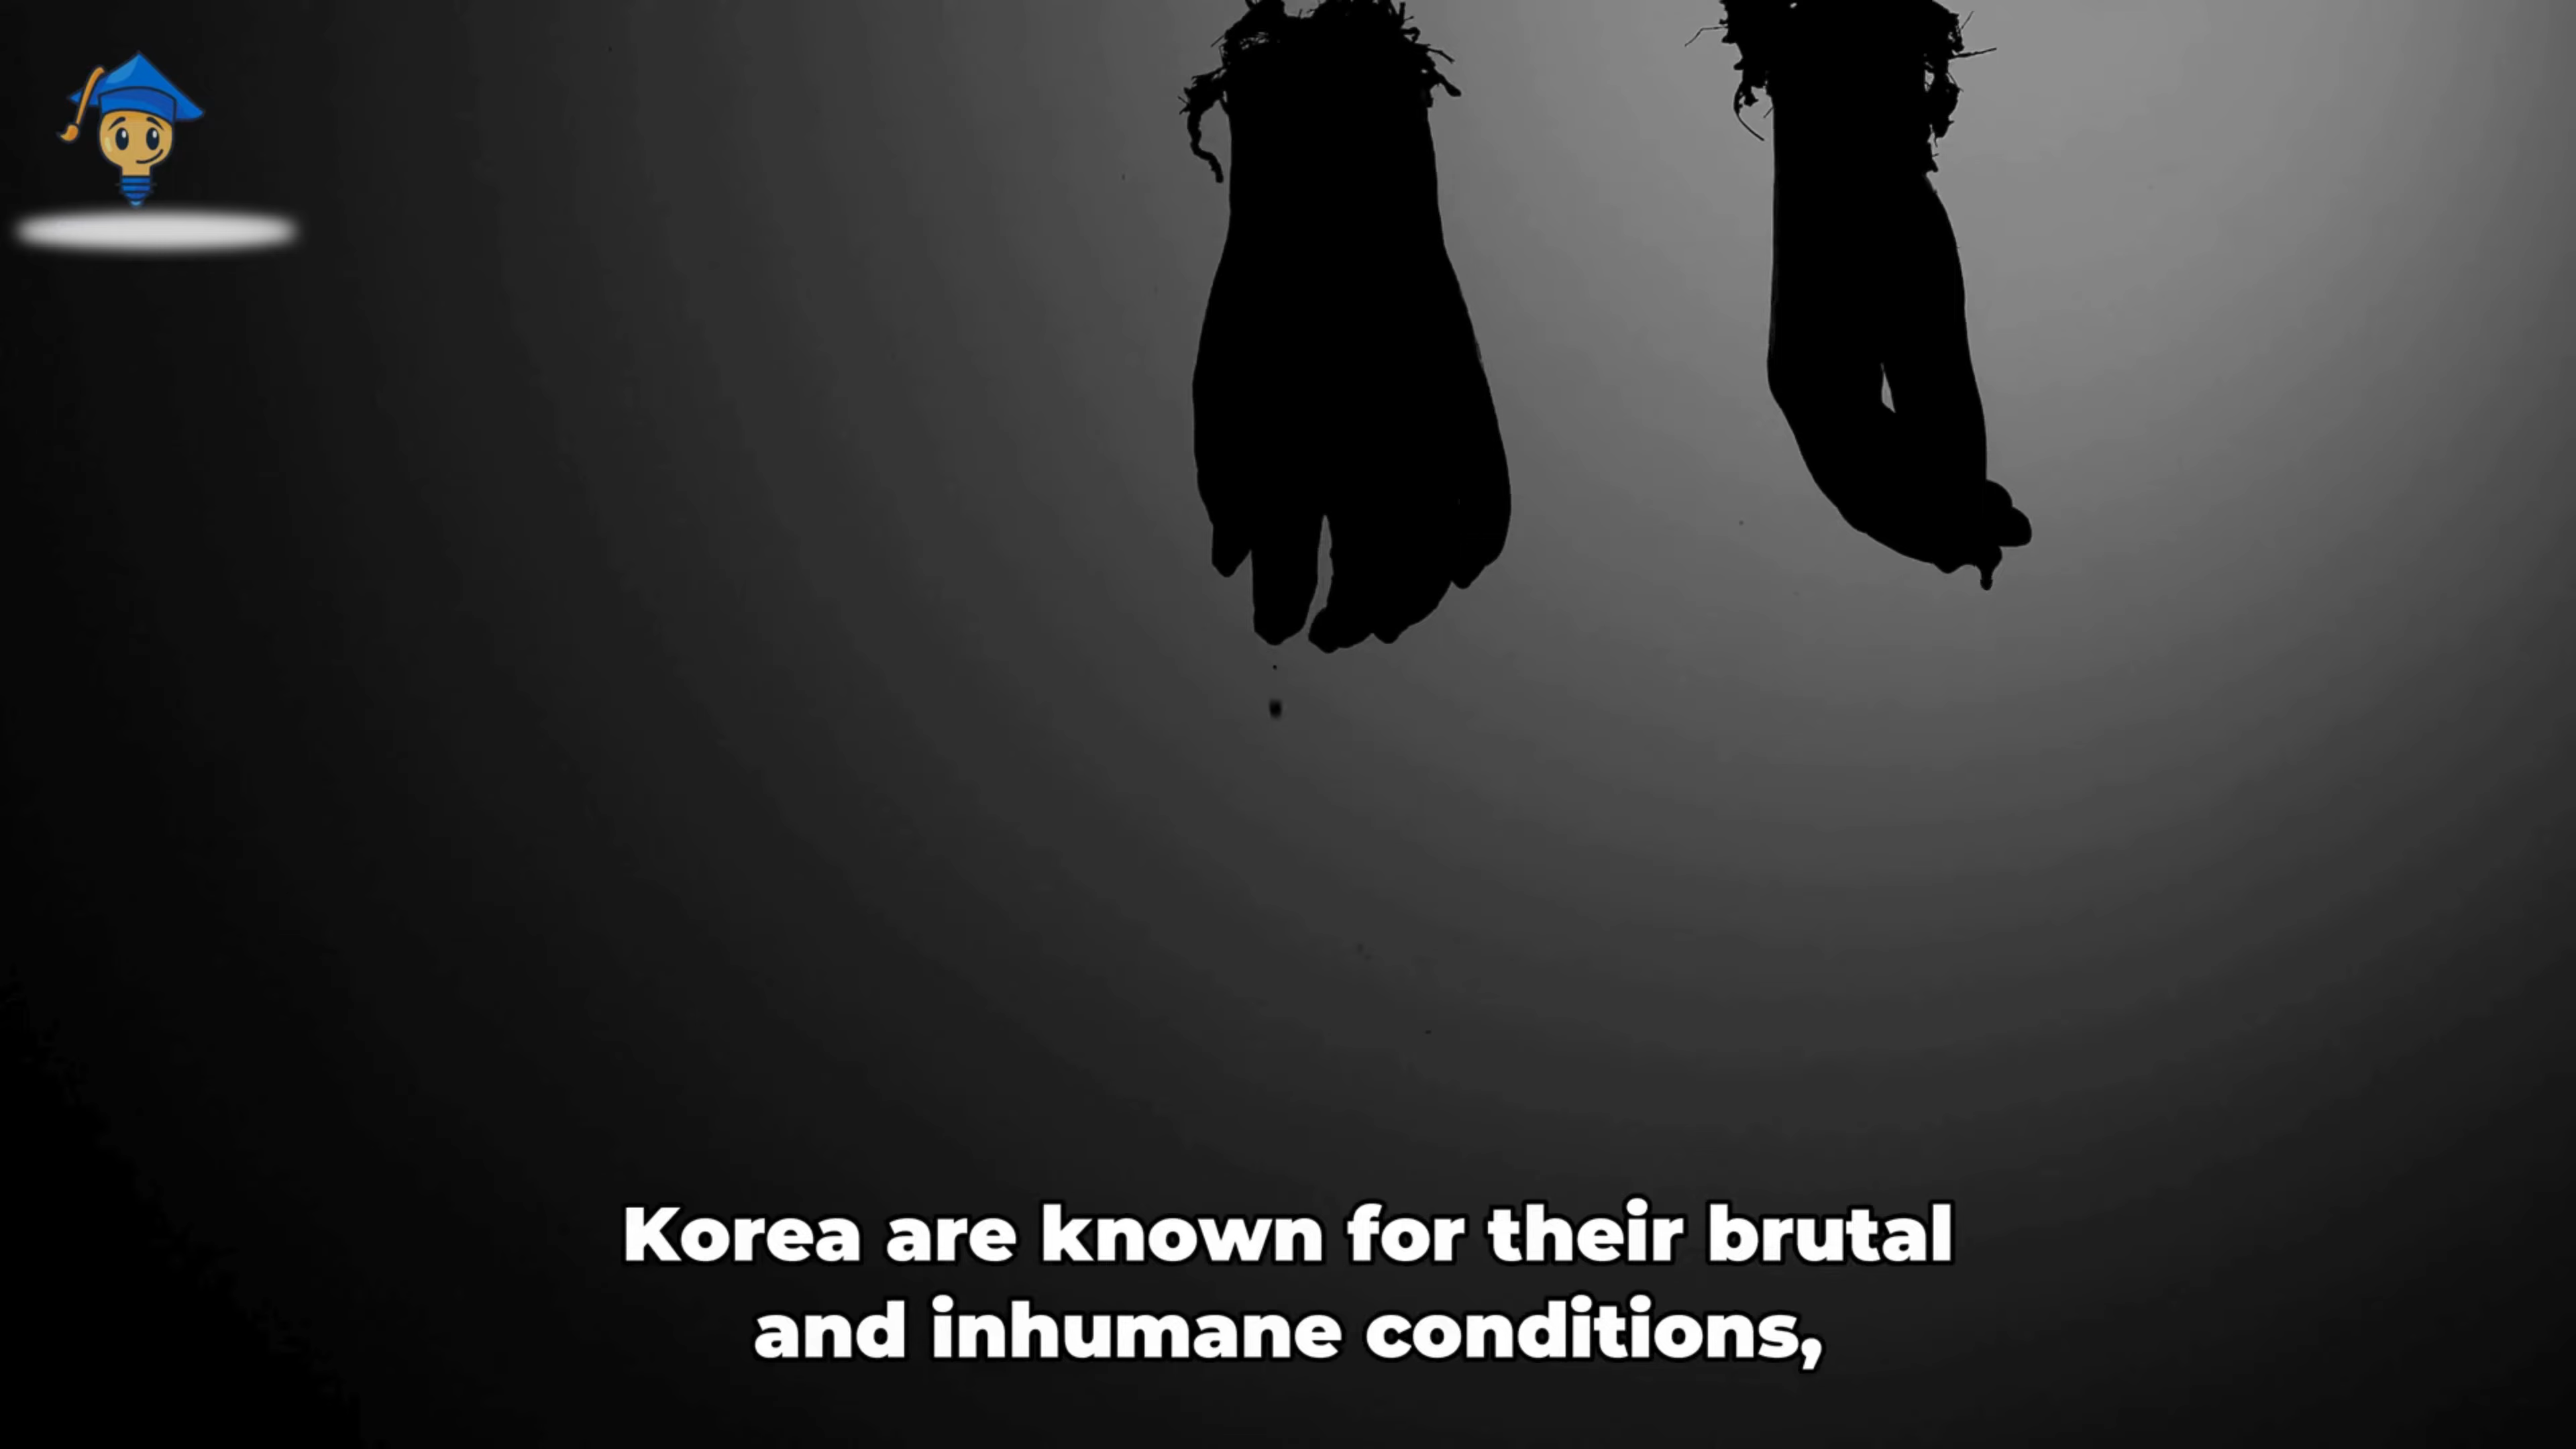 Korea are known for their brutal
and inhumane conditions,